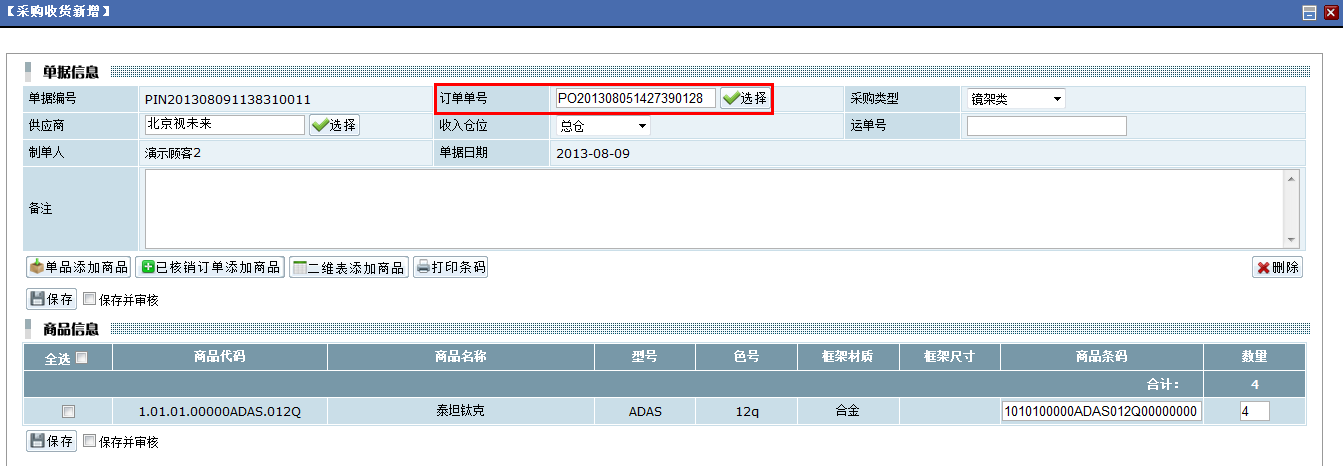 【采购收货新增】
单据信息
单据编号 PIN201308091138310011 订单单号 PO201308051427390128 选择 采购类型 镜架类
供应商 北京视未来 选择 收入仓位 总仓 运单号
制单人 演示顾客2 单据日期 2013-08-09
备注
单品添加商品 已核销订单添加商品 二维表添加商品 打印条码 删除
保存 保存并审核
商品信息
全选 商品代码 商品名称 型号 色号 框架材质 框架尺寸 商品条码 数量
合计： 4
1.01.01.00000ADAS.012Q 泰坦钛克 ADAS 12q 合金 1010100000ADAS012Q00000000 4
保存 保存并审核